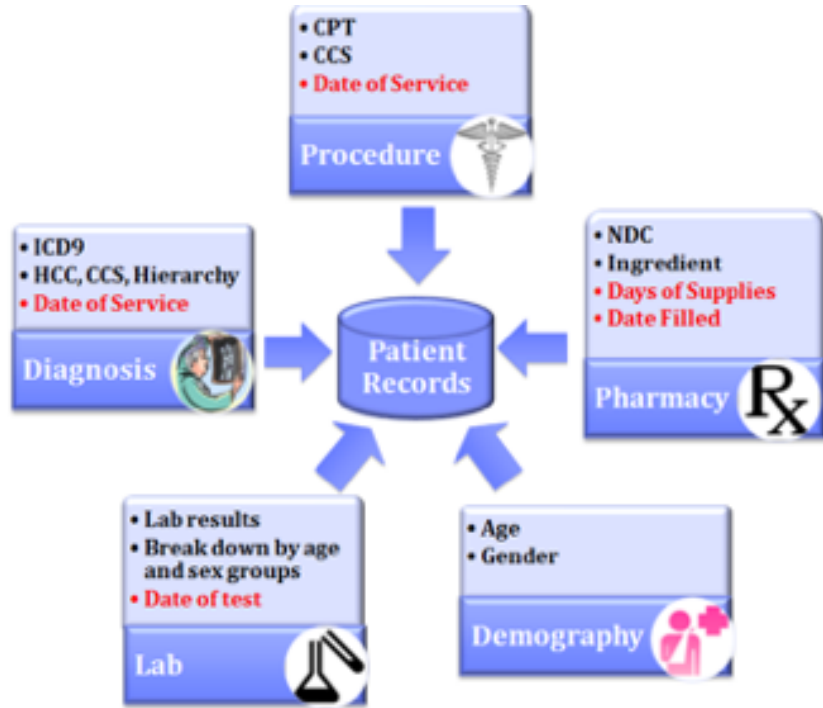 • CPT
• CCS
• Date of Service
Procedure
• ICD9
• HCC, CCS, Hierarchy
• Date of Service
Diagnosis
• NDC
• Ingredient
• Days of Supplies
• Date Filled
Pharmacy
Rx
Patient
Records
• Lab results
• Break down by age
and sex groups
• Date of test
Lab
• Age
• Gender
Demography